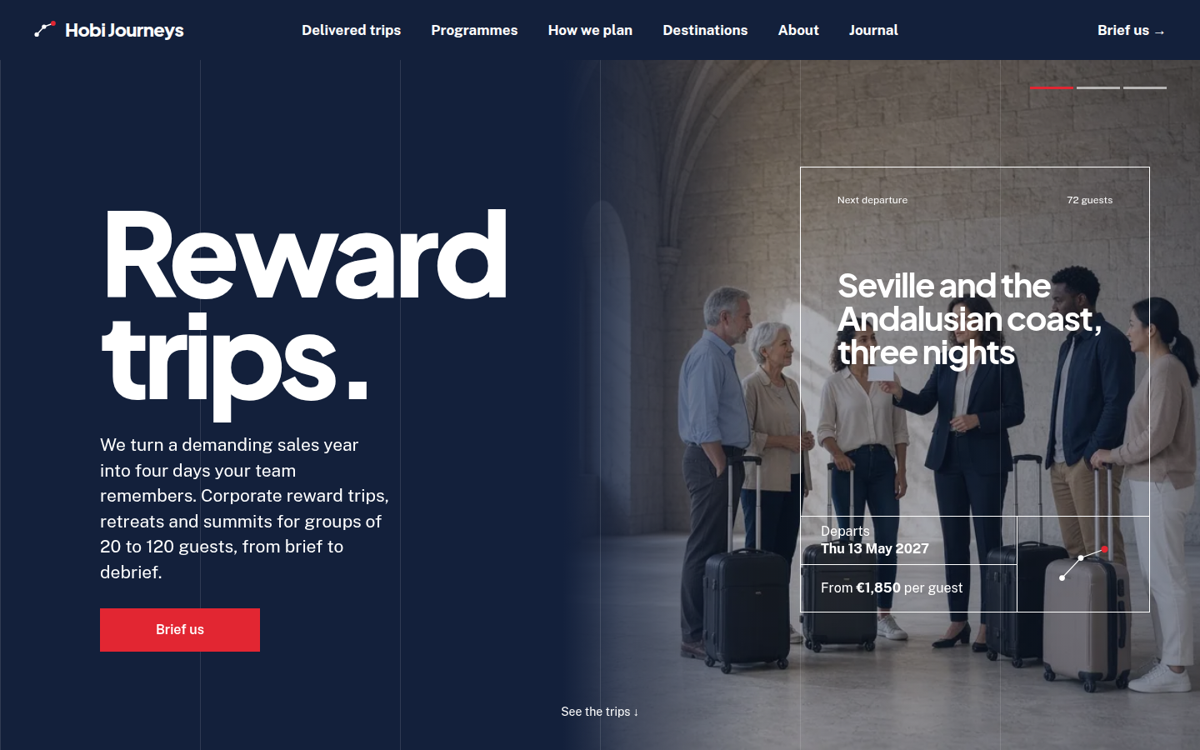 Hobi Journeys
Delivered trips
Programmes
How we plan
Destinations
About
Journal
Brief us →
Reward
trips.
We turn a demanding sales year
into four days your team
remembers. Corporate reward trips,
retreats and summits for groups of
20 to 120 guests, from brief to
debrief.
Brief us
Next departure
72 guests
Seville and the
Andalusian coast,
three nights
Departs
Thu 13 May 2027
From €1,850 per guest
See the trips ↓